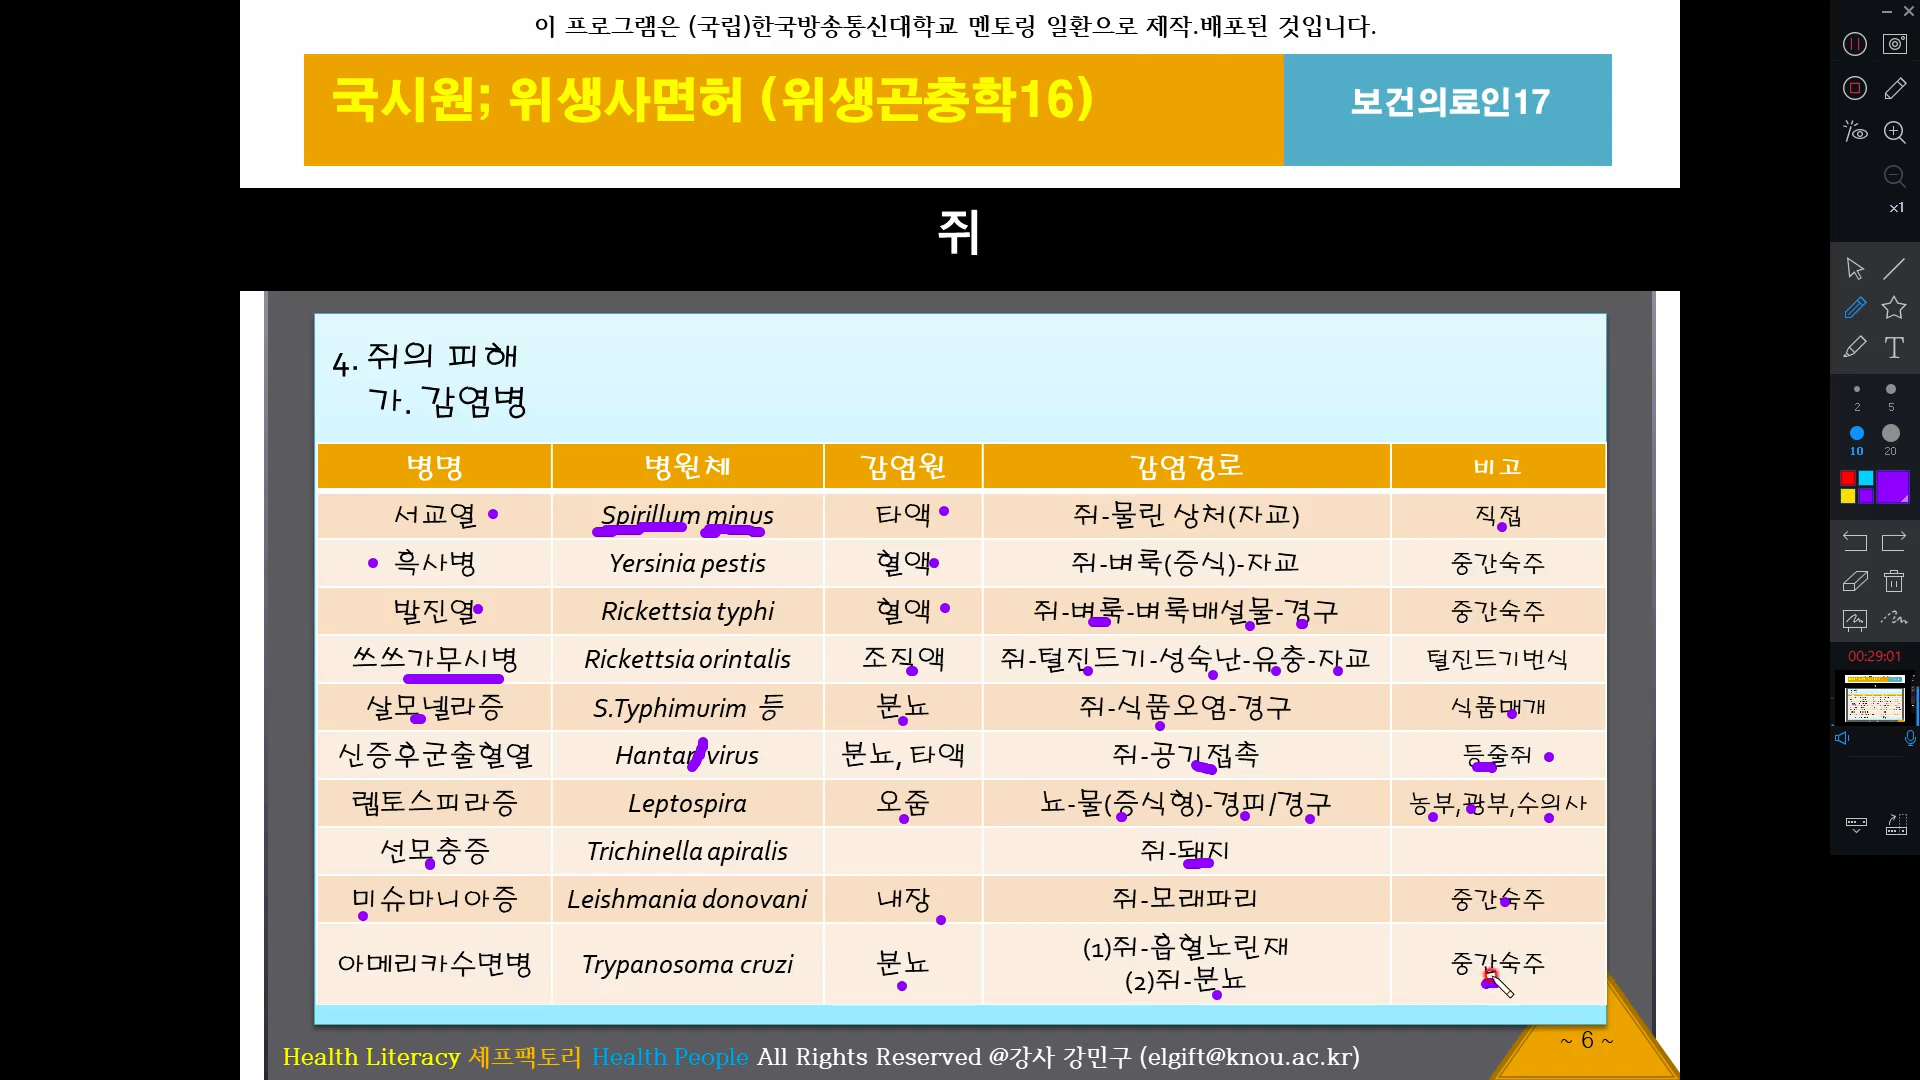 이 프로그램은 (국립)한국방송통신대학교 멘토링 일환으로 제작.배포된 것입니다.
국시원; 위생사면허 (위생곤충학16)
보건의료인17
쥐
4. 쥐의 피해
가. 감염병
병명 병원체 감염원 감염경로 비고
서교열 Spirillum minus 타액 쥐-물린 상처(자교) 직접
흑사병 Yersinia pestis 혈액 쥐-벼룩(증식)-자교 중간숙주
발진열 Rickettsia typhi 혈액 쥐-벼룩-벼룩배설물-경구 중간숙주
쯔쯔가무시병 Rickettsia orintalis 조직액 쥐-털진드기-성숙난-유충-자교 털진드기번식
살모넬라증 S.Typhimurim 등 분뇨 쥐-식품오염-경구 식품매개
신증후군출혈열 Hantan virus 분뇨, 타액 쥐-공기접촉 등줄쥐
렙토스피라증 Leptospira 오줌 뇨-물(증식형)-경피/경구 농부,광부,수의사
선모충증 Trichinella apiralis 쥐-돼지
미슈마니아증 Leishmania donovani 내장 쥐-모래파리 중간숙주
아메리카수면병 Trypanosoma cruzi 분뇨 (1)쥐-흡혈노린재 중간숙주
(2)쥐-분뇨
~ 6 ~
Health Literacy 셰프팩토리 Health People All Rights Reserved @강사 강민구 (elgift@knou.ac.kr)
x1
T
2 5
10 20
00:29:01